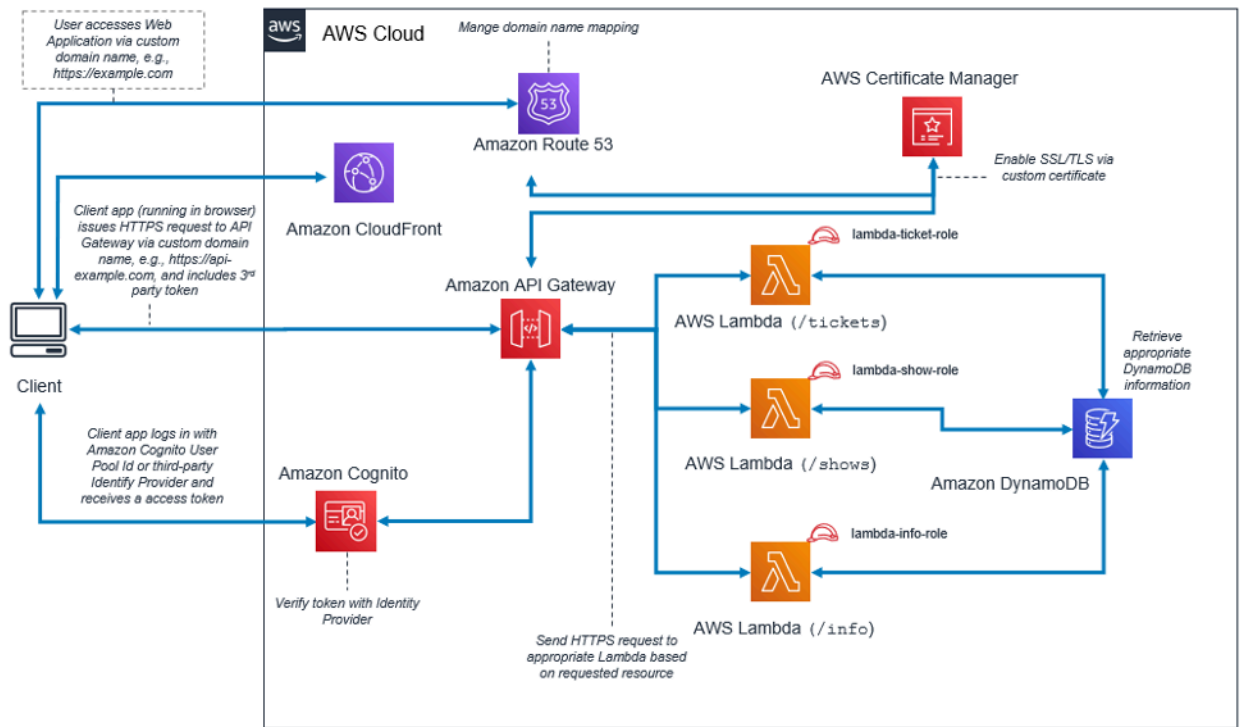 User accesses Web
Application via custom
domain name, e.g.,
https://example.com
aws
AWS Cloud
Mange domain name mapping
53
Amazon Route 53
AWS Certificate Manager
Enable SSL/TLS via
custom certificate
Amazon CloudFront
Client app (running in browser)
issues HTTPS request to API
Gateway via custom domain
name, e.g., https://api-
example.com, and includes 3rd
party token
Amazon API Gateway
lambda-ticket-role
AWS Lambda (/tickets)
Client
Retrieve
appropriate
DynamoDB
information
lambda-show-role
AWS Lambda (/shows)
Amazon DynamoDB
Client app logs in with
Amazon Cognito User
Pool Id or third-party
Identify Provider and
receives a access token
Amazon Cognito
Verify token with Identity
Provider
lambda-info-role
AWS Lambda (/info)
Send HTTPS request to
appropriate Lambda based
on requested resource